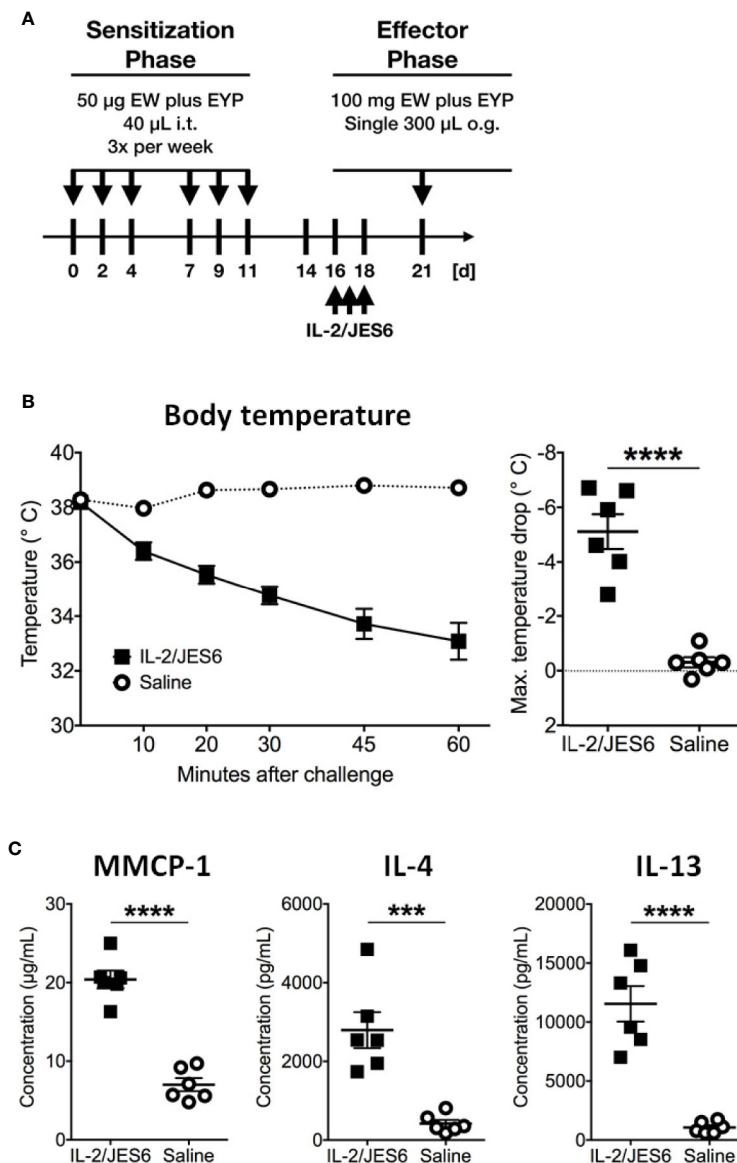 A
Sensitization
Phase
Effector
Phase
50 µg EW plus EYP
40 µL i.t.
3x per week
100 mg EW plus EYP
Single 300 µL o.g.
0 2 4 7 9 11 14 16 18 21 [d]
IL-2/JES6
B
Body temperature
Temperature (° C)
40
38
36
34
32
30
IL-2/JES6
Saline
10 20 30 45 60
Minutes after challenge
Max. temperature drop (° C)
-8
-6
-4
-2
0
2
****
IL-2/JES6 Saline
C
MMCP-1
Concentration (µg/mL)
30
20
10
0
****
IL-2/JES6 Saline
IL-4
Concentration (pg/mL)
6000
4000
2000
0
***
IL-2/JES6 Saline
IL-13
Concentration (pg/mL)
20000
15000
10000
5000
0
****
IL-2/JES6 Saline